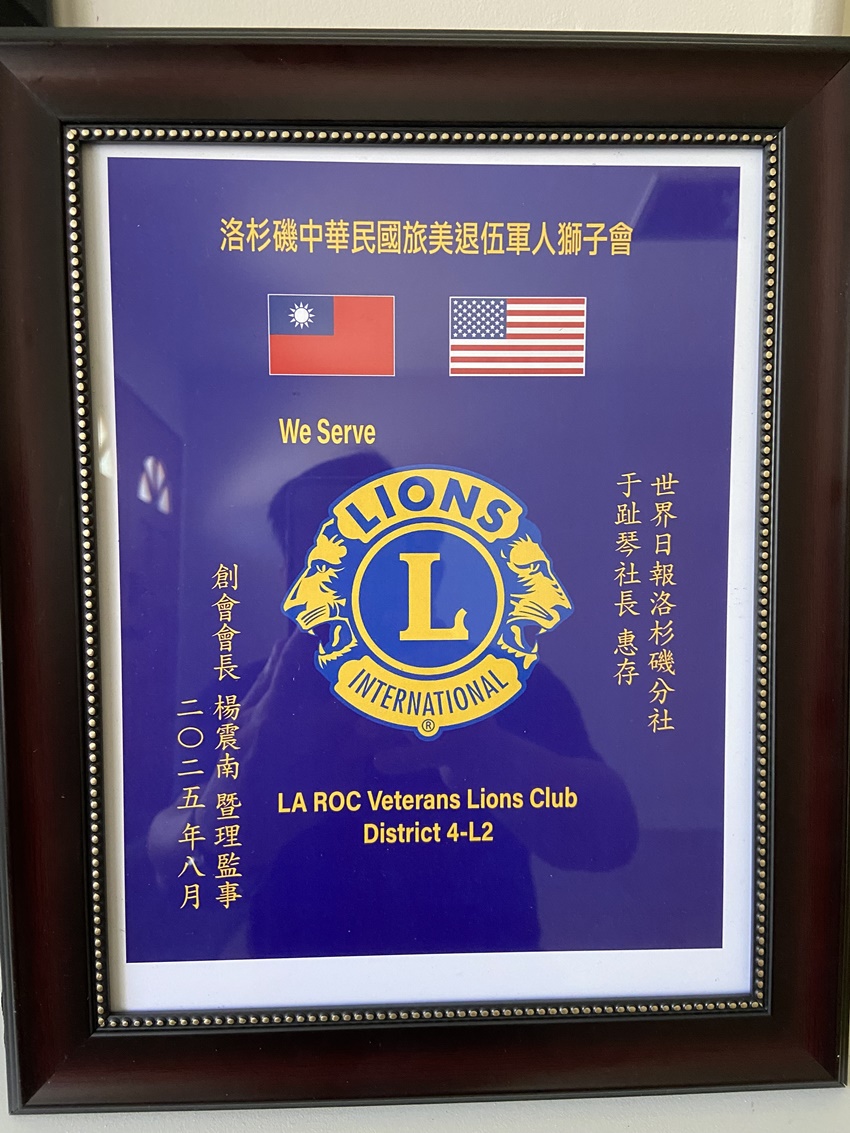 洛杉磯中華民國旅美退伍軍人獅子會
We Serve
世界日報洛杉磯分社
于趾琴社長 惠存
LIONS
L
INTERNATIONAL
®
創會會長 楊震南 暨理監事
二〇二五年八月
LA ROC Veterans Lions Club
District 4-L2